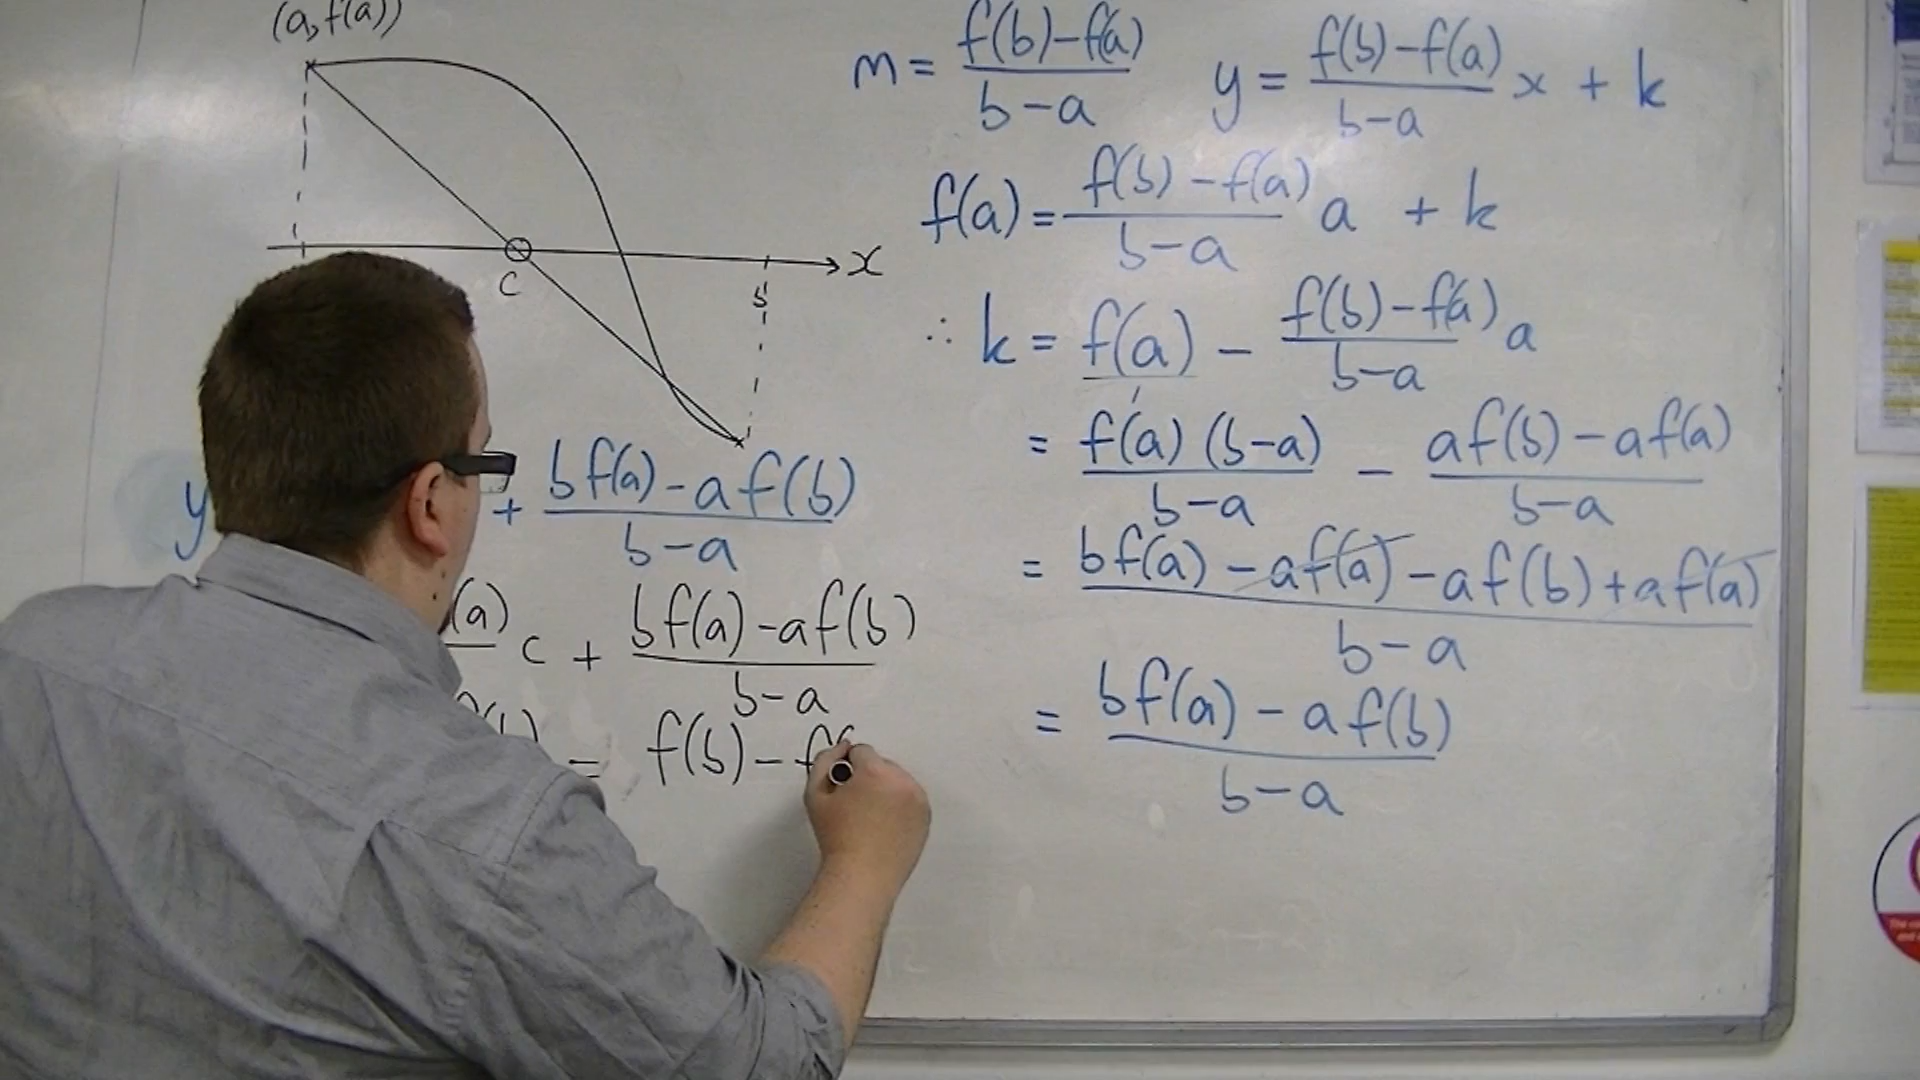 (a, f(a))
x
c
b
y
+ bf(a) - af(b) / b-a
(a) c + bf(a) - af(b) / b-a
= f(b) - f(
m = f(b) - f(a) / b-a
y = f(b) - f(a) / b-a x + k
f(a) = f(b) - f(a) / b-a a + k
∴ k = f(a) - f(b) - f(a) / b-a a
= f(a) (b-a) / b-a - af(b) - af(a) / b-a
= bf(a) - af(a) - af(b) + af(a) / b-a
= bf(a) - af(b) / b-a